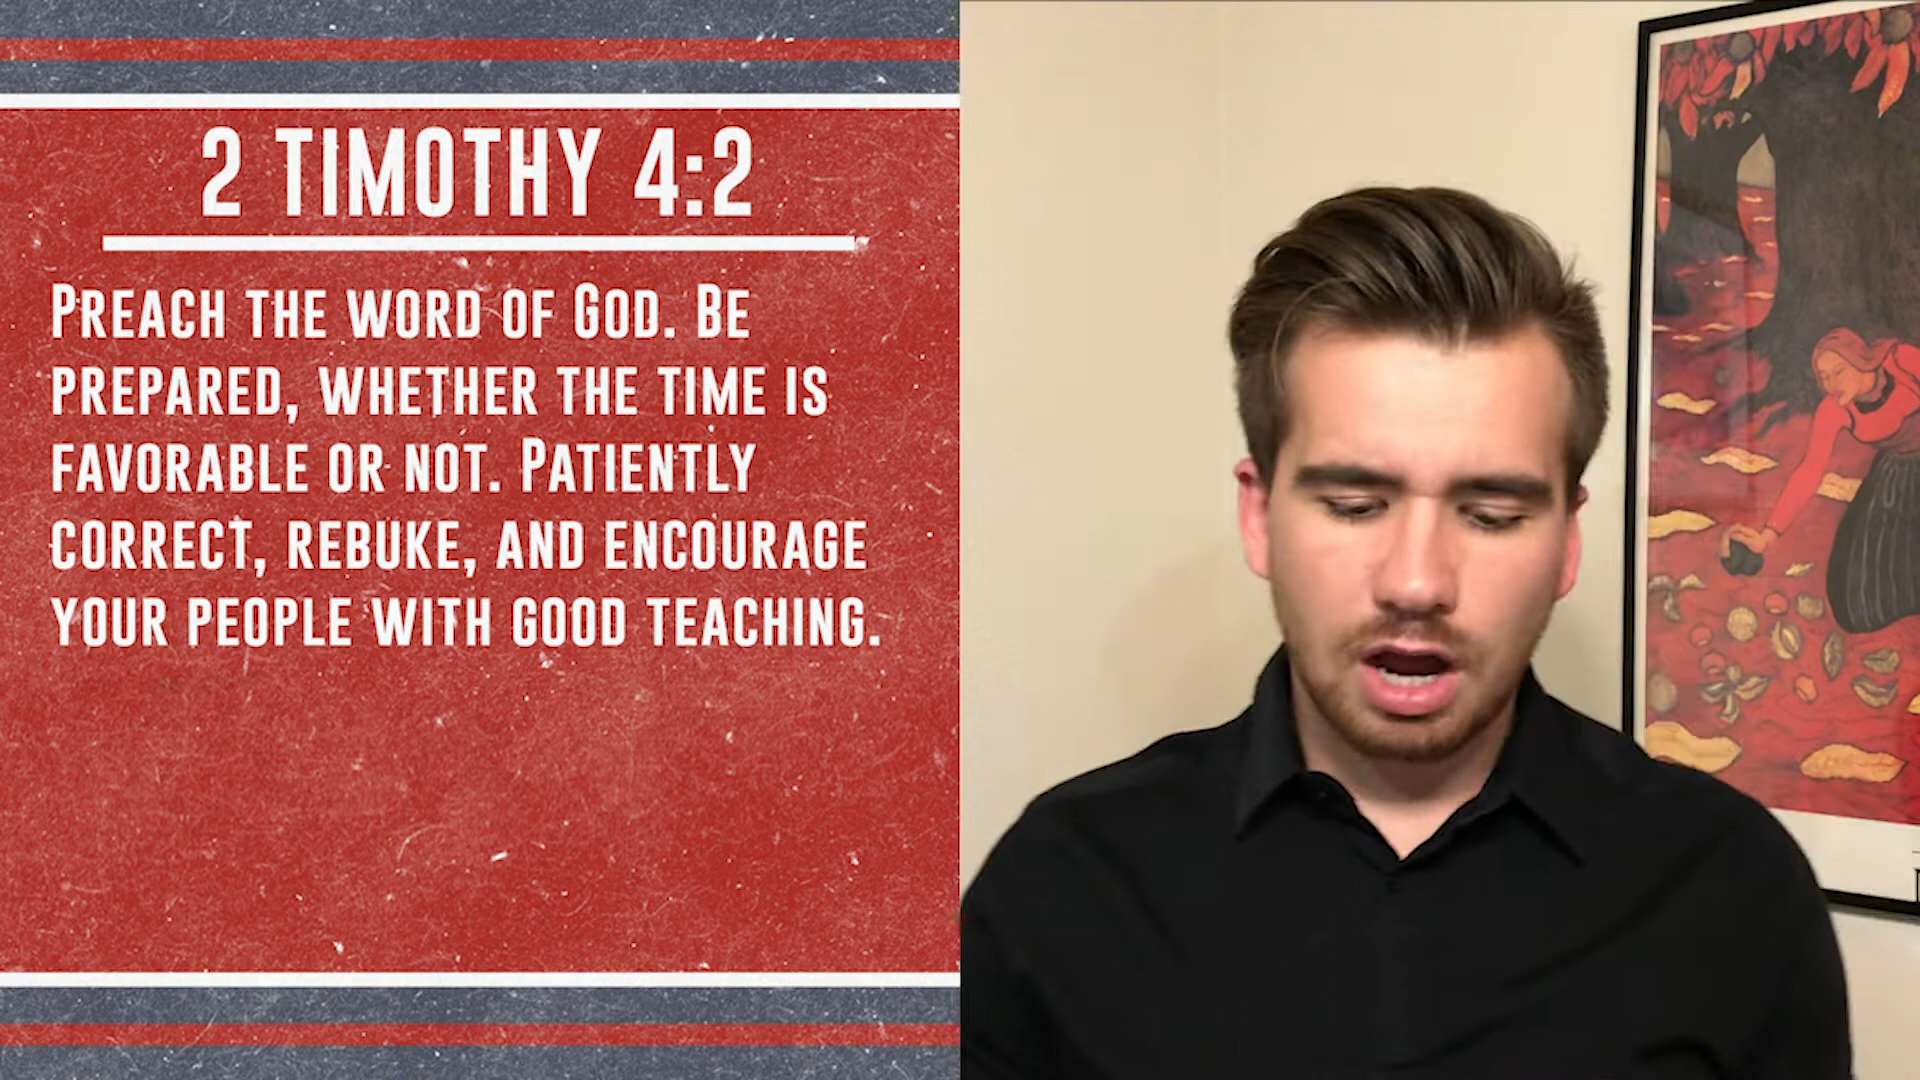 2 TIMOTHY 4:2
PREACH THE WORD OF GOD. BE
PREPARED, WHETHER THE TIME IS
FAVORABLE OR NOT. PATIENTLY
CORRECT, REBUKE, AND ENCOURAGE
YOUR PEOPLE WITH GOOD TEACHING.